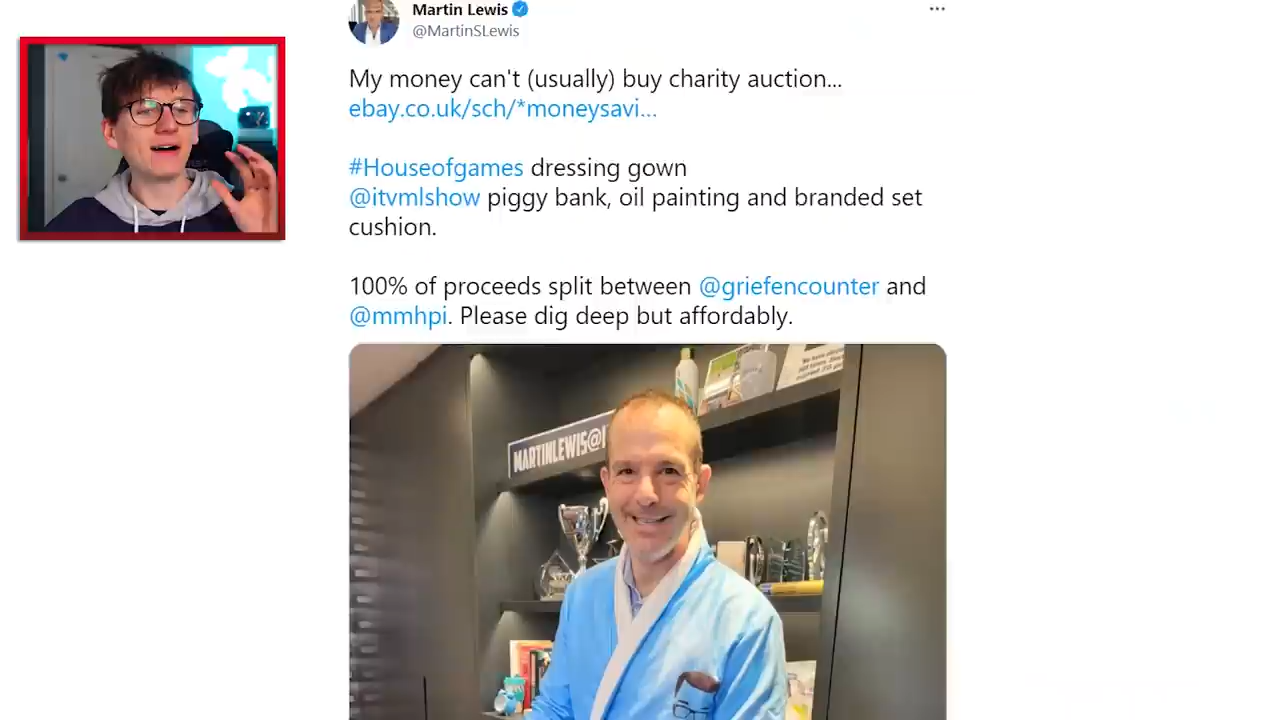 Martin Lewis
@MartinSLewis
My money can't (usually) buy charity auction...
ebay.co.uk/sch/*moneysavi...
#Houseofgames dressing gown
@itvmlshow piggy bank, oil painting and branded set
cushion.
100% of proceeds split between @griefencounter and
@mmhpi. Please dig deep but affordably.
MARTINLEWIS@I